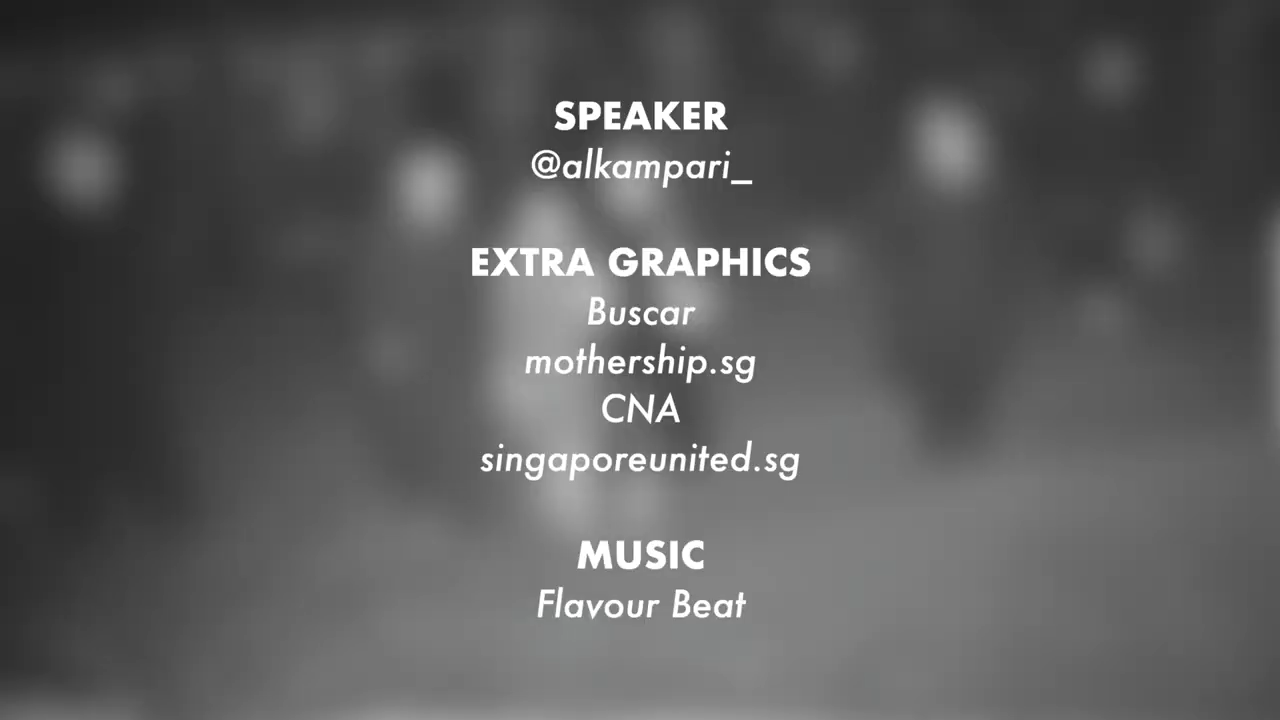 SPEAKER
@alkampari_
EXTRA GRAPHICS
Buscar
mothership.sg
CNA
singaporeunited.sg
MUSIC
Flavour Beat